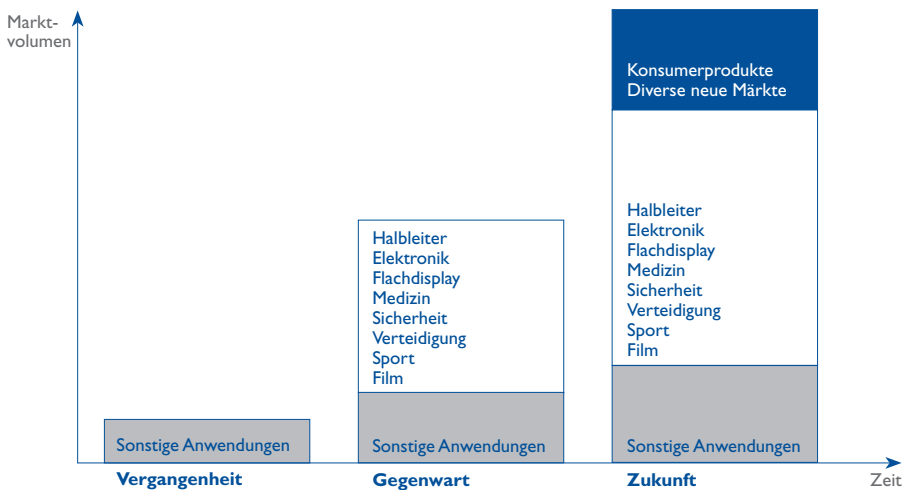 Markt-
volumen
Konsumerprodukte
Diverse neue Märkte
Halbleiter
Elektronik
Flachdisplay
Medizin
Sicherheit
Verteidigung
Sport
Film
Halbleiter
Elektronik
Flachdisplay
Medizin
Sicherheit
Verteidigung
Sport
Film
Sonstige Anwendungen
Sonstige Anwendungen
Sonstige Anwendungen
Vergangenheit
Gegenwart
Zukunft
Zeit